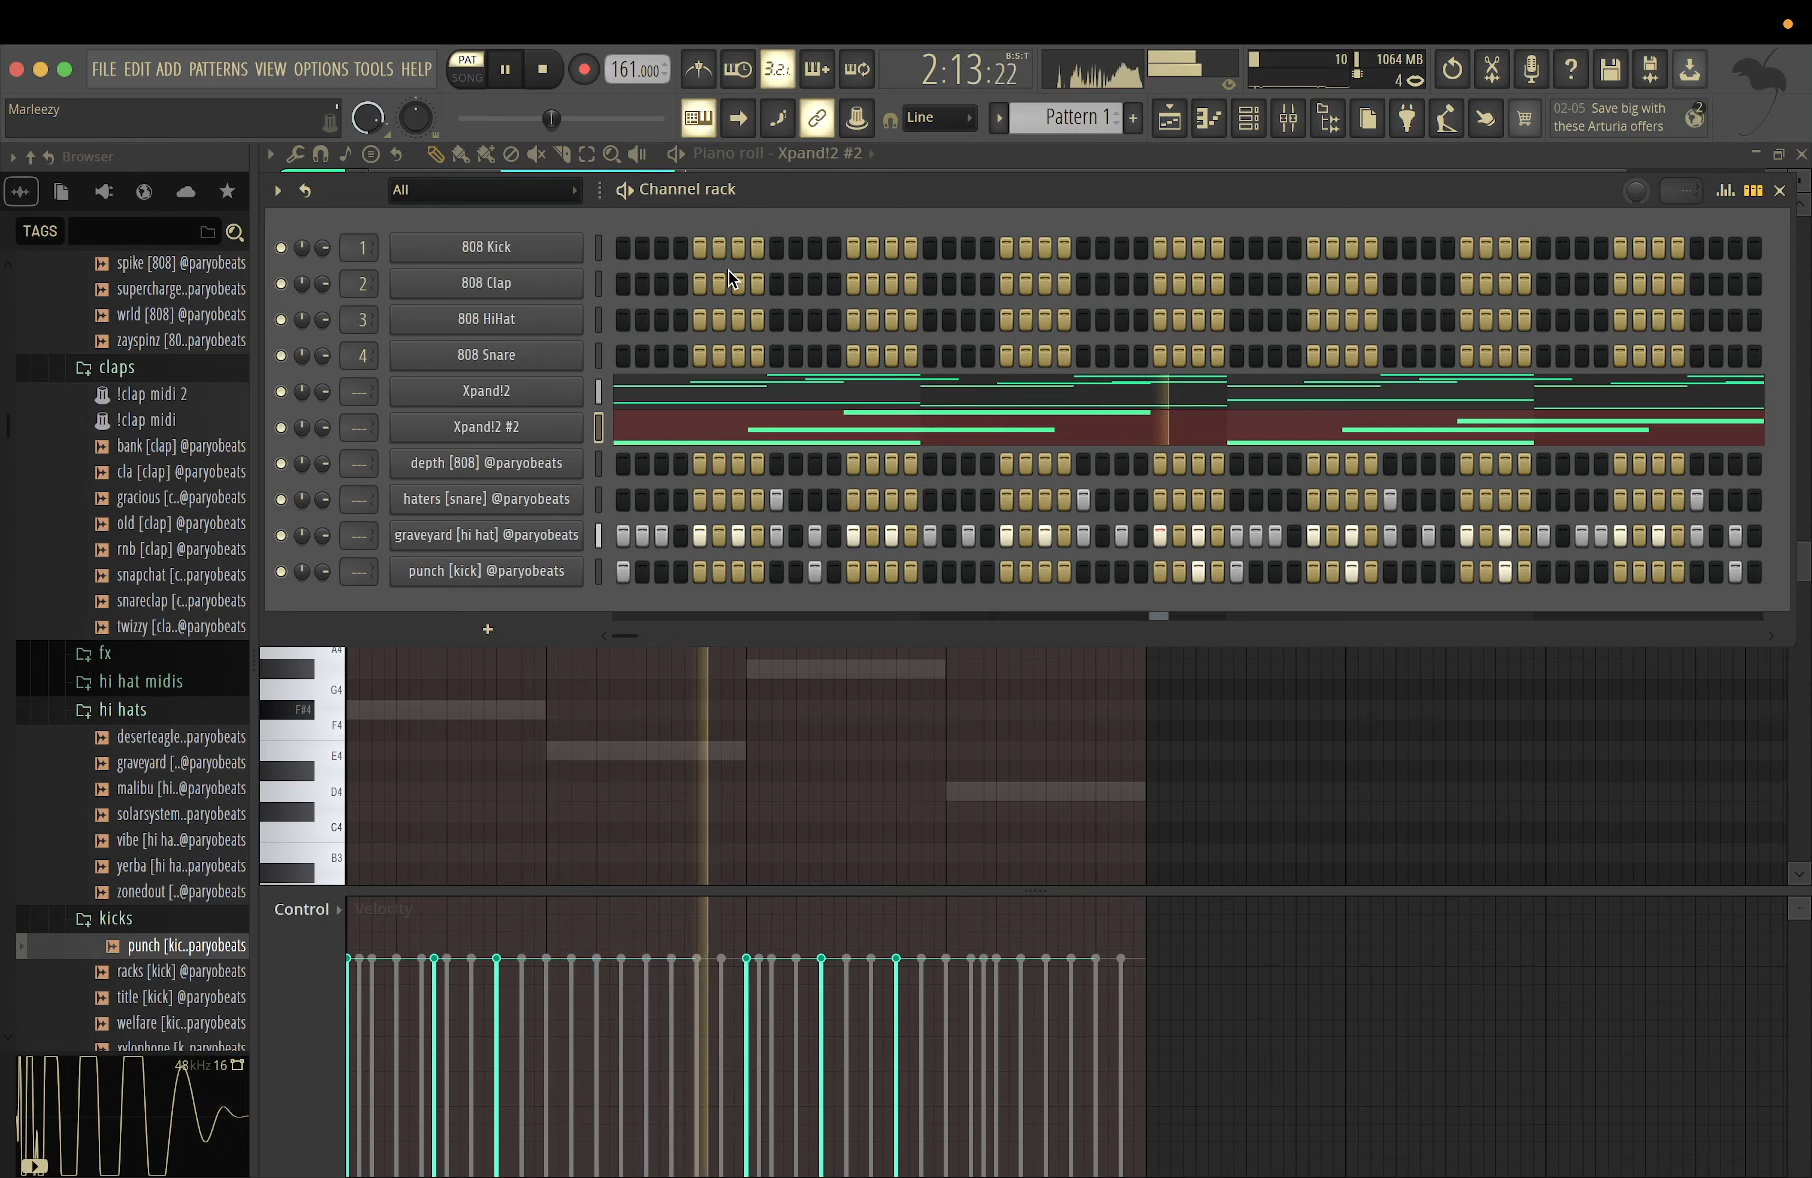 FILE EDIT ADD PATTERNS VIEW OPTIONS TOOLS HELP
PAT
SONG
161.000
3.2.
2:13:22
B:S:T
10
1064 MB
4
Marleezy
Line
Pattern 1
+
02-05 Save big with
these Arturia offers
2
Browser
Piano roll - Xpand!2 #2
All
Channel rack
TAGS
spike [808] @paryobeats
supercharge..paryobeats
wrld [808] @paryobeats
zayspinz [80..paryobeats
claps
!clap midi 2
!clap midi
bank [clap] @paryobeats
cla [clap] @paryobeats
gracious [c..@paryobeats
old [clap] @paryobeats
rnb [clap] @paryobeats
snapchat [c..paryobeats
snareclap [c..paryobeats
twizzy [cla..@paryobeats
fx
hi hat midis
hi hats
deserteagle..paryobeats
graveyard [..@paryobeats
malibu [hi..@paryobeats
solarsystem..paryobeats
vibe [hi ha..@paryobeats
yerba [hi ha..paryobeats
zonedout [..@paryobeats
kicks
punch [kic..paryobeats
racks [kick] @paryobeats
title [kick] @paryobeats
welfare [kic..paryobeats
xylophone [k..paryobeats
48kHz 16
1 808 Kick
2 808 Clap
3 808 HiHat
4 808 Snare
--- Xpand!2
--- Xpand!2 #2
--- depth [808] @paryobeats
--- haters [snare] @paryobeats
--- graveyard [hi hat] @paryobeats
--- punch [kick] @paryobeats
+
A4
G4
F#4
F4
E4
D4
C4
B3
Control
Velocity